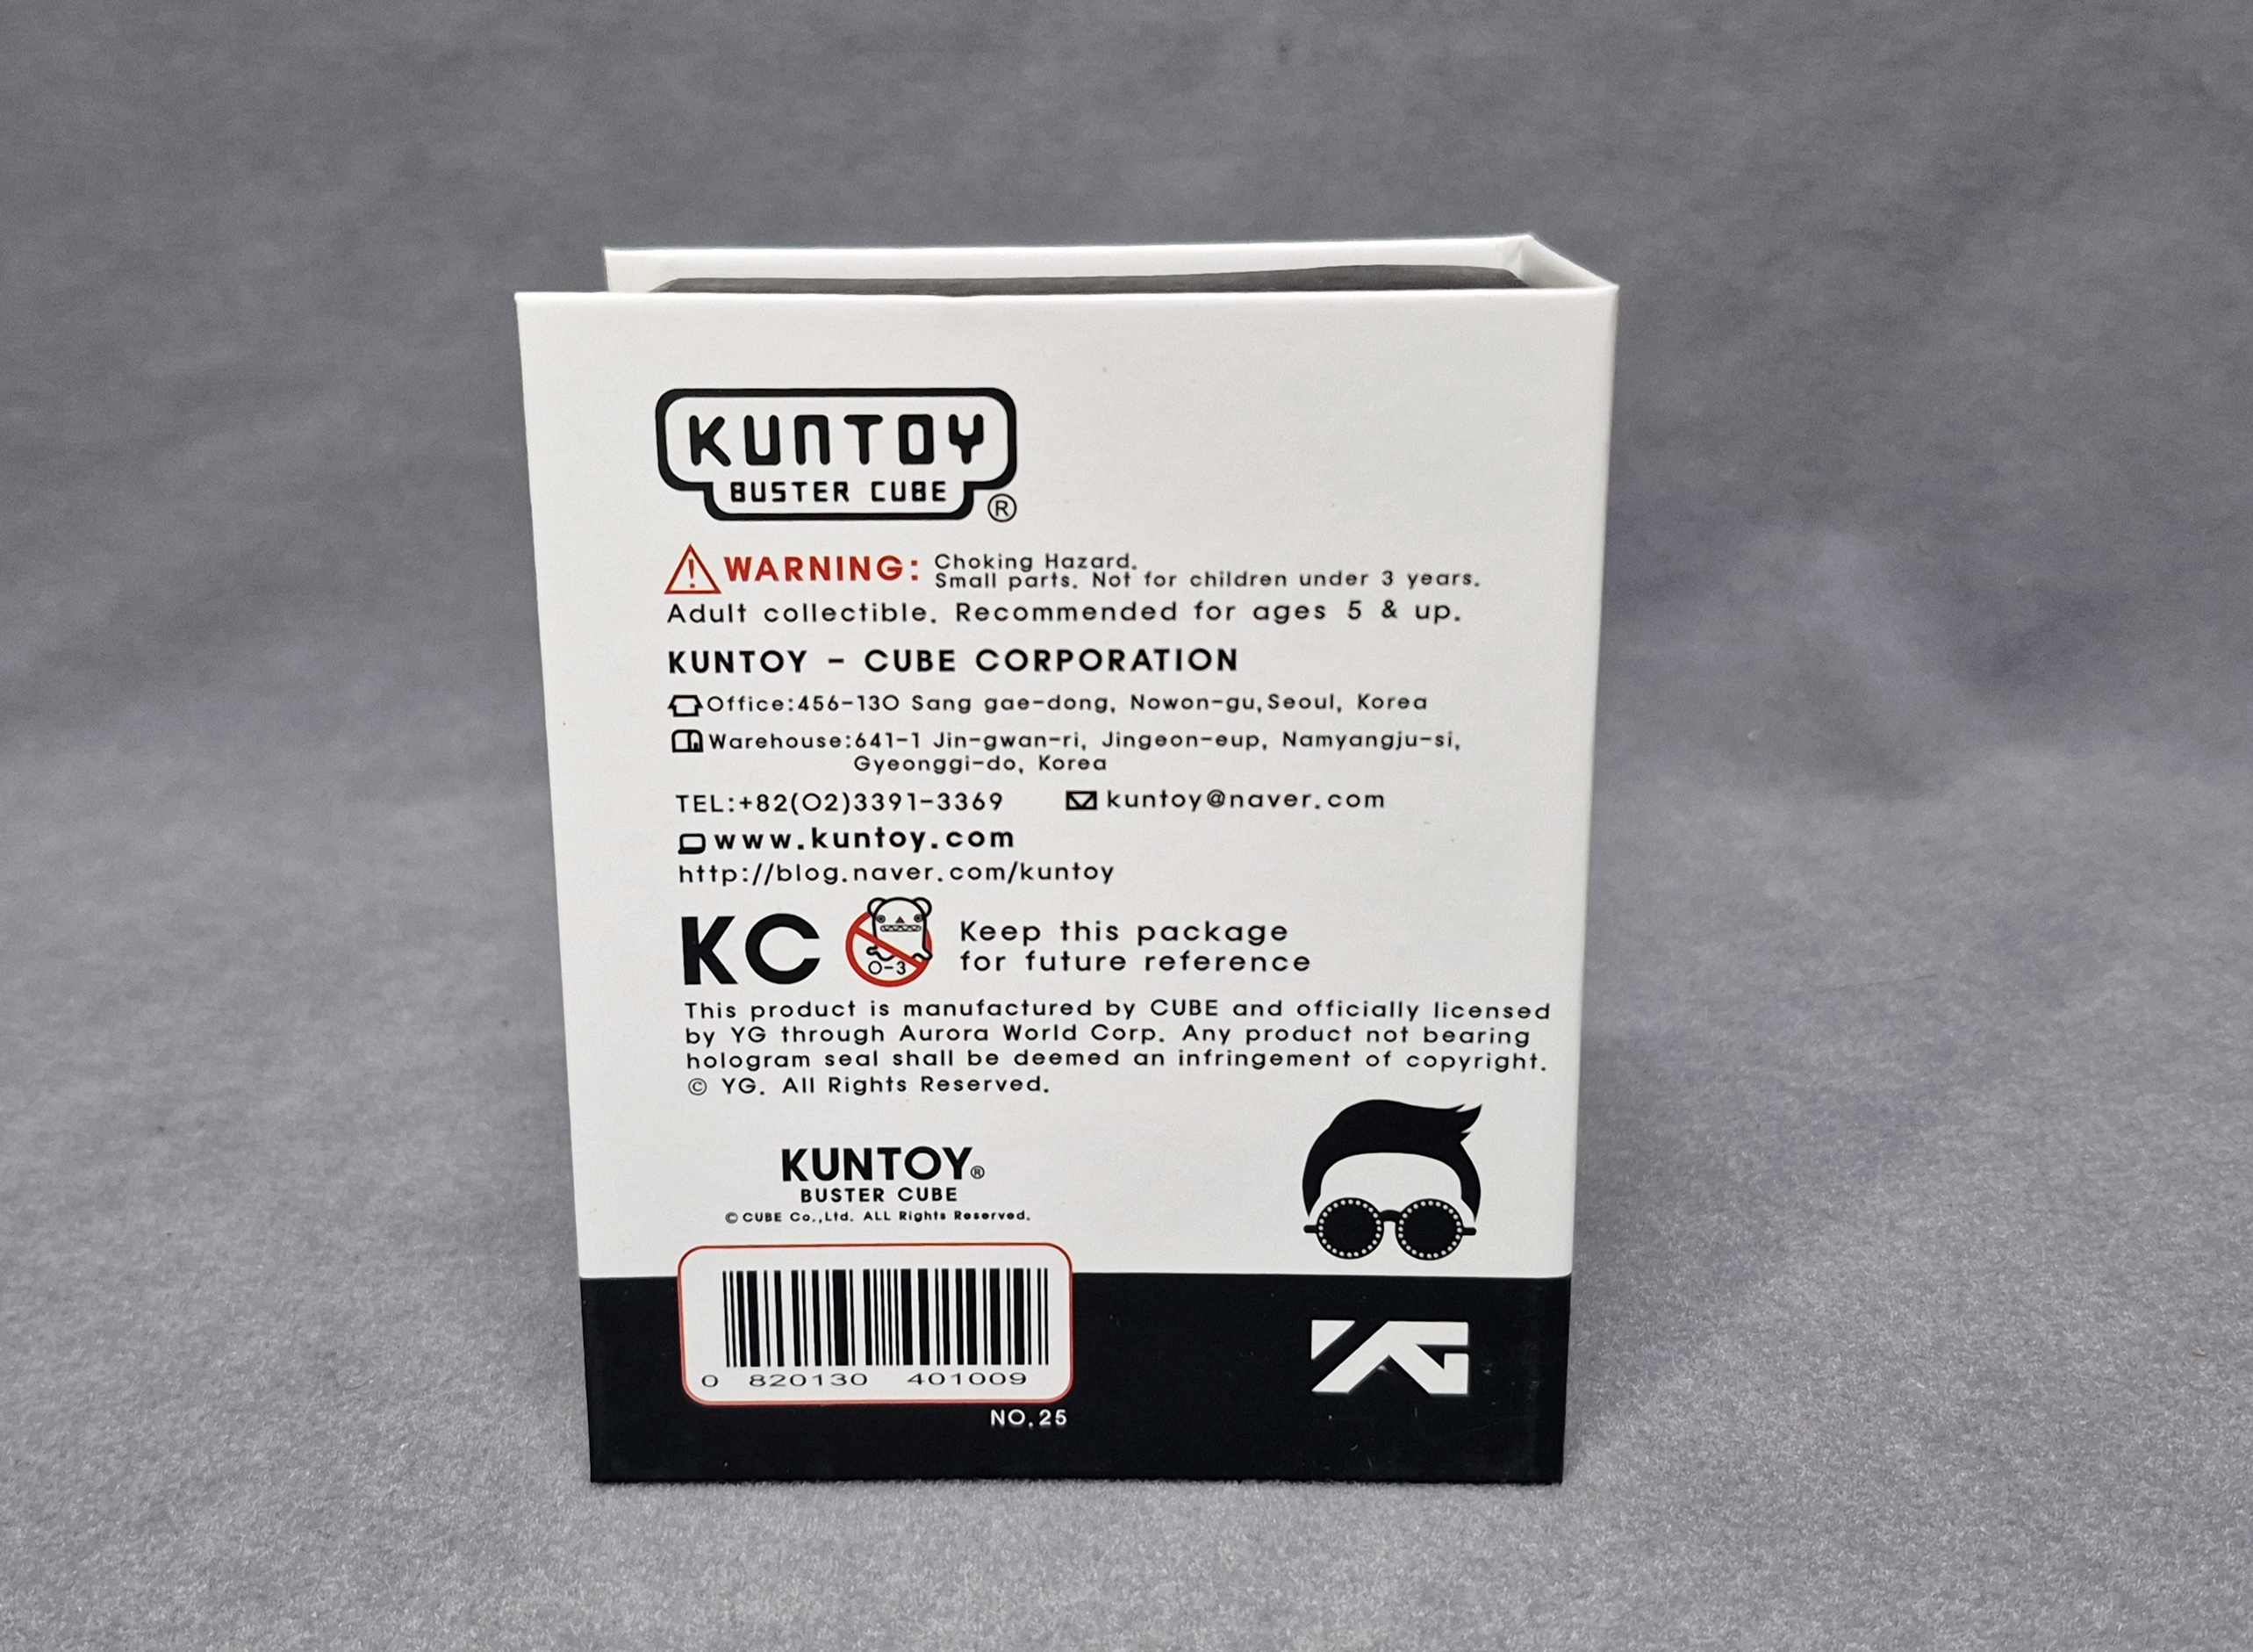 KUNTOY
BUSTER CUBE ®
WARNING: Choking Hazard.
Small parts. Not for children under 3 years.
Adult collectible. Recommended for ages 5 & up.
KUNTOY - CUBE CORPORATION
Office:456-130 Sang gae-dong, Nowon-gu,Seoul, Korea
Warehouse:641-1 Jin-gwan-ri, Jingeon-eup, Namyangju-si,
Gyeonggi-do, Korea
TEL:+82(02)3391-3369 kuntoy@naver.com
www.kuntoy.com
http://blog.naver.com/kuntoy
KC 0-3 Keep this package
for future reference
This product is manufactured by CUBE and officially licensed
by YG through Aurora World Corp. Any product not bearing
hologram seal shall be deemed an infringement of copyright.
© YG. All Rights Reserved.
KUNTOY®
BUSTER CUBE
© CUBE Co.,Ltd. ALL Rights Reserved.
0 820130 401009
NO.25
YG